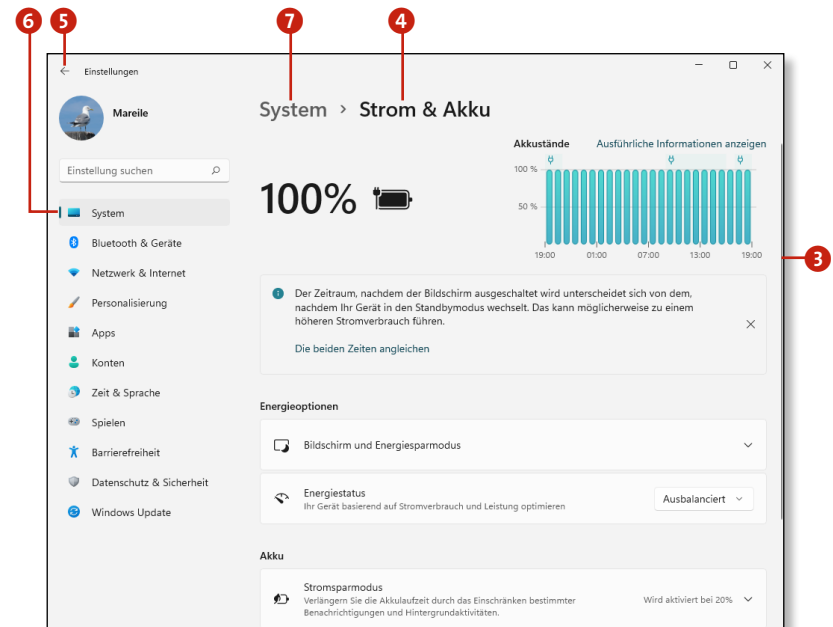 6
5
7
4
Einstellungen
Mareile
System > Strom & Akku
Einstellung suchen
Akkustände
Ausführliche Informationen anzeigen
100 %
50 %
19:00 01:00 07:00 13:00 19:00
100%
3
System
Bluetooth & Geräte
Netzwerk & Internet
Personalisierung
Apps
Konten
Zeit & Sprache
Spielen
Barrierefreiheit
Datenschutz & Sicherheit
Windows Update
Der Zeitraum, nachdem der Bildschirm ausgeschaltet wird unterscheidet sich von dem,
nachdem Ihr Gerät in den Standbymodus wechselt. Das kann möglicherweise zu einem
höheren Stromverbrauch führen.
Die beiden Zeiten angleichen
Energieoptionen
Bildschirm und Energiesparmodus
Energiestatus
Ihr Gerät basierend auf Stromverbrauch und Leistung optimieren
Ausbalanciert
Akku
Stromsparmodus
Verlängern Sie die Akkulaufzeit durch das Einschränken bestimmter
Benachrichtigungen und Hintergrundaktivitäten.
Wird aktiviert bei 20%